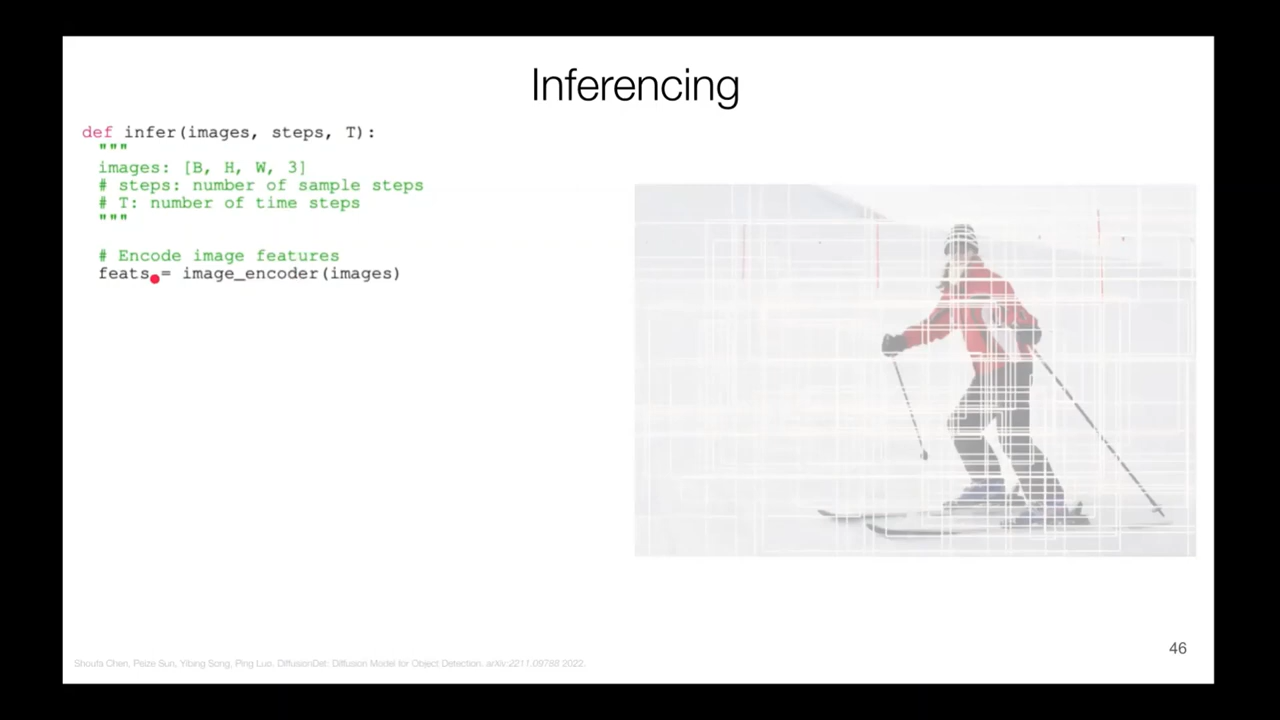 Inferencing
def infer(images, steps, T):
"""
images: [B, H, W, 3]
# steps: number of sample steps
# T: number of time steps
"""
# Encode image features
feats = image_encoder(images)
46
Shoufa Chen, Peize Sun, Yibing Song, Ping Luo. DiffusionDet: Diffusion Model for Object Detection. arXiv:2211.09788 2022.